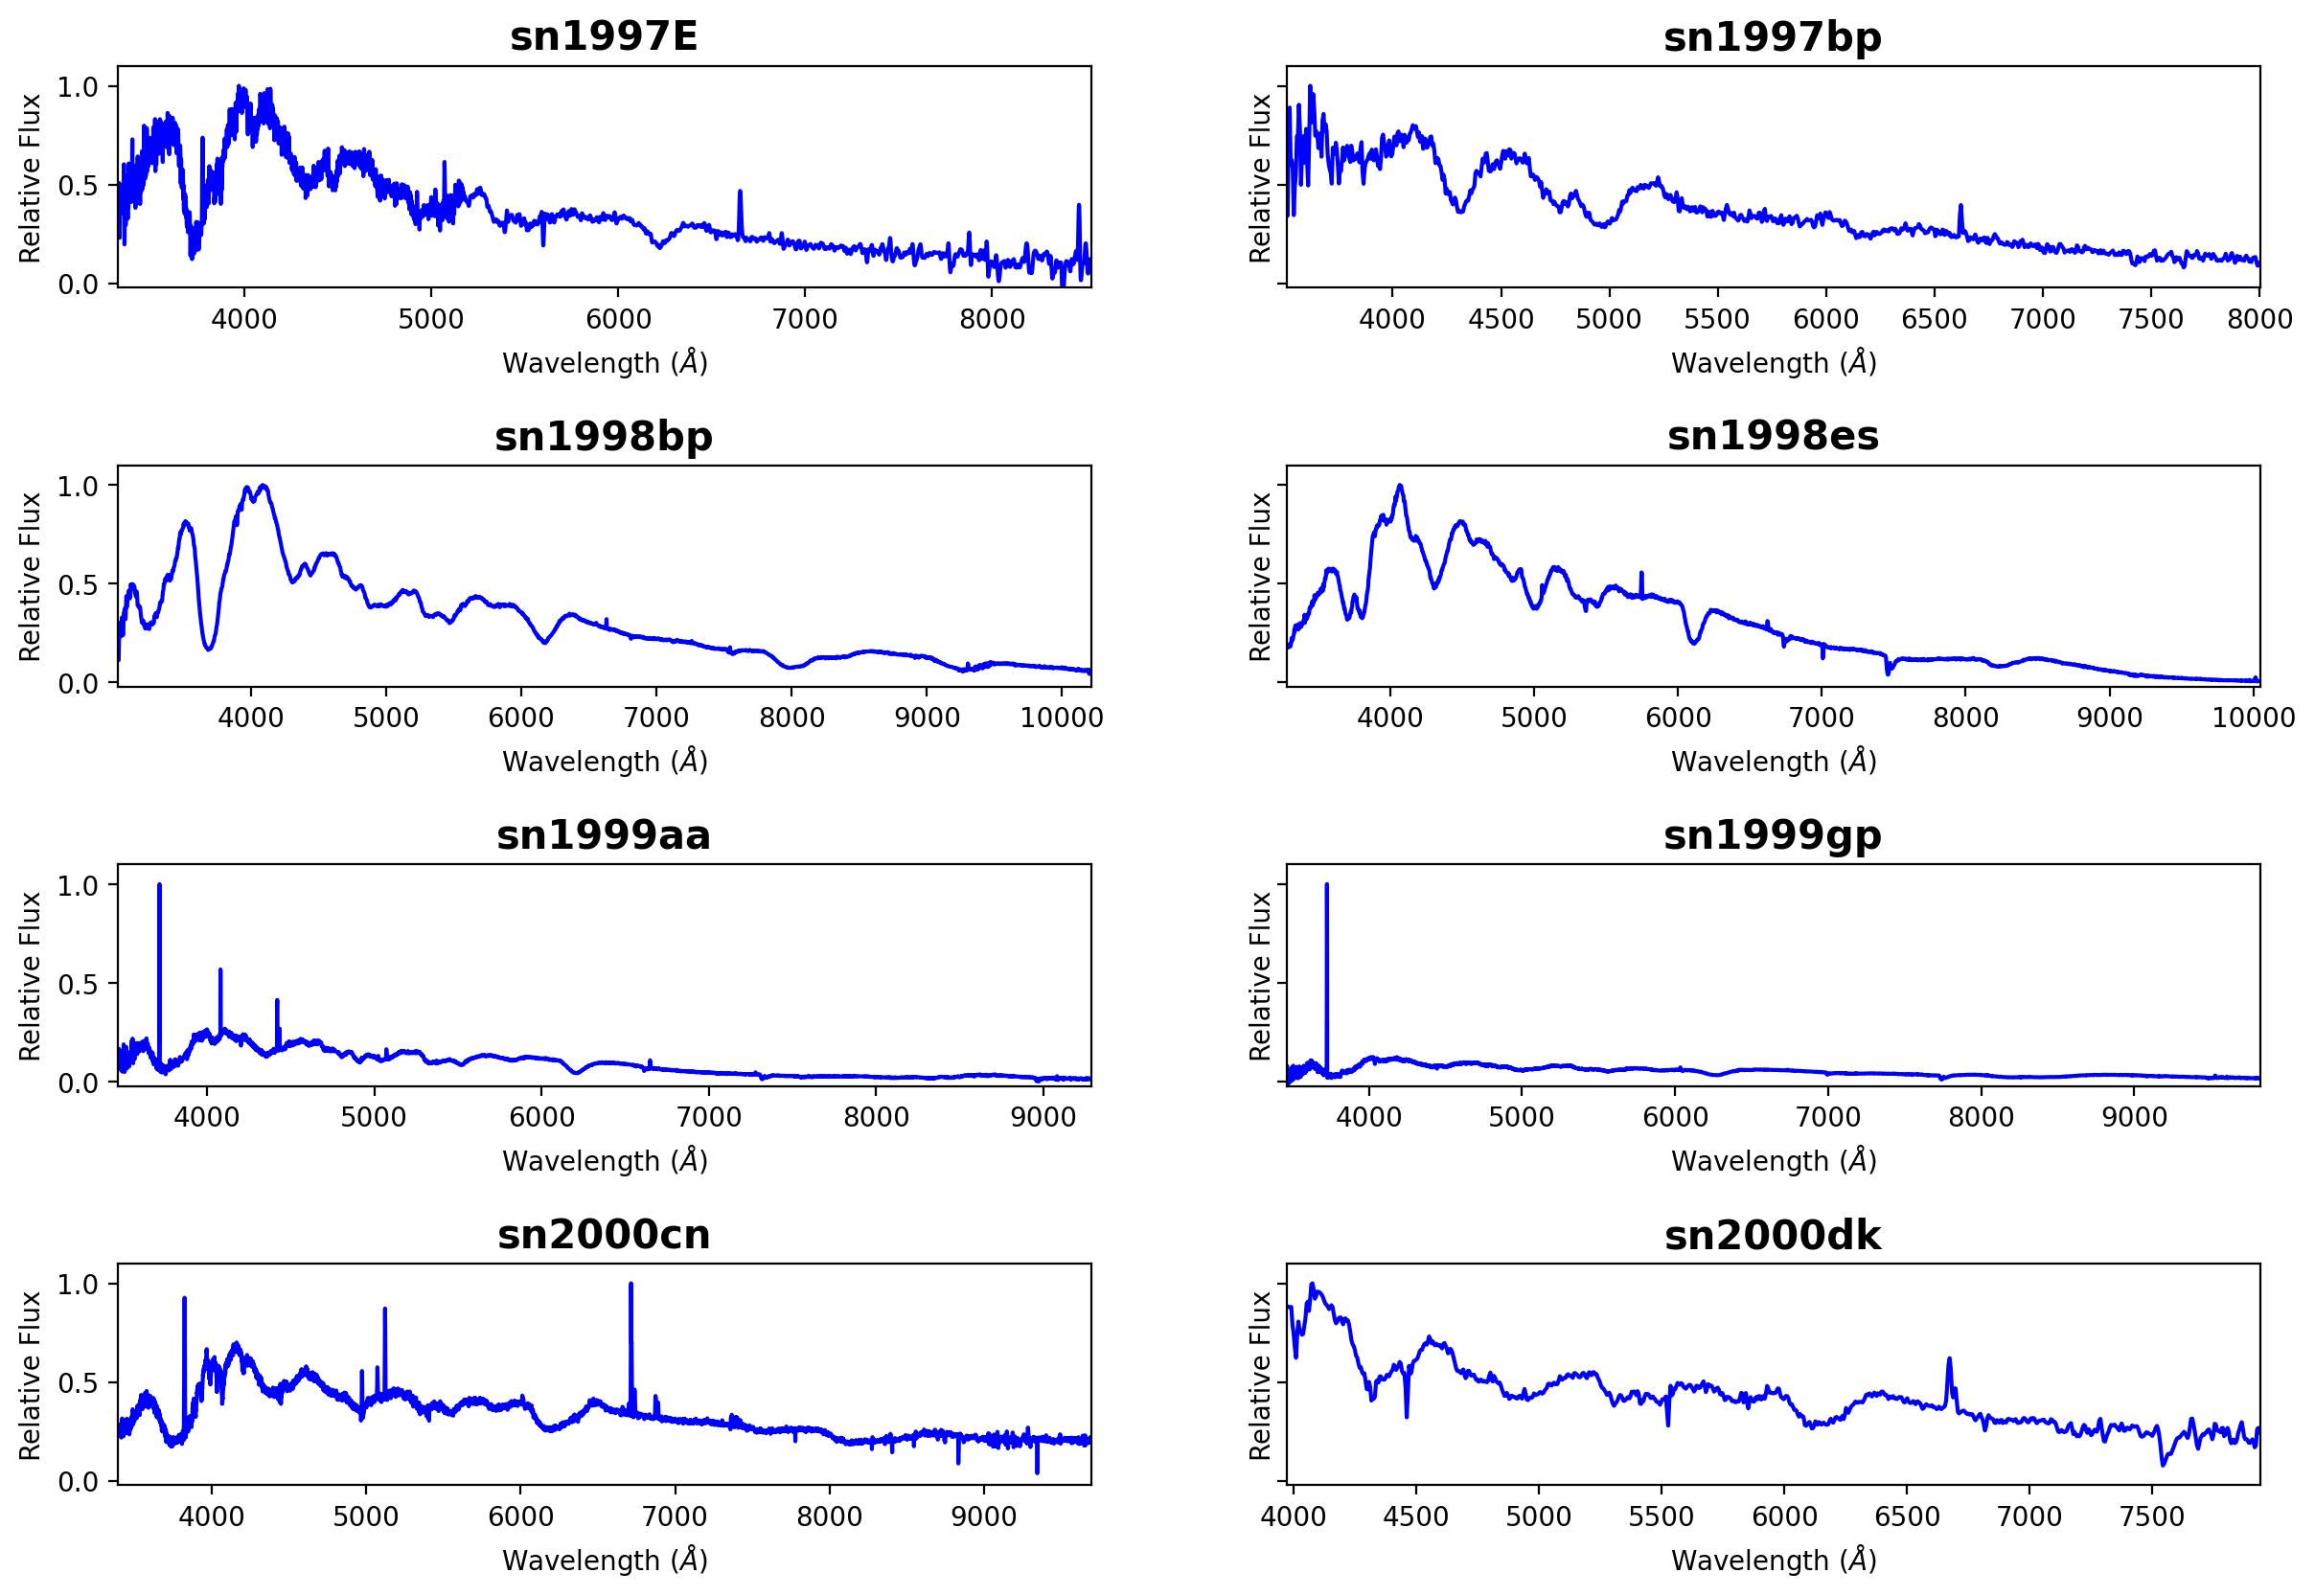 sn1997E
Relative Flux
1.0
0.5
0.0
4000 5000 6000 7000 8000
Wavelength (Å)
sn1997bp
Relative Flux
4000 4500 5000 5500 6000 6500 7000 7500 8000
Wavelength (Å)
sn1998bp
Relative Flux
1.0
0.5
0.0
4000 5000 6000 7000 8000 9000 10000
Wavelength (Å)
sn1998es
Relative Flux
4000 5000 6000 7000 8000 9000 10000
Wavelength (Å)
sn1999aa
Relative Flux
1.0
0.5
0.0
4000 5000 6000 7000 8000 9000
Wavelength (Å)
sn1999gp
Relative Flux
4000 5000 6000 7000 8000 9000
Wavelength (Å)
sn2000cn
Relative Flux
1.0
0.5
0.0
4000 5000 6000 7000 8000 9000
Wavelength (Å)
sn2000dk
Relative Flux
4000 4500 5000 5500 6000 6500 7000 7500
Wavelength (Å)